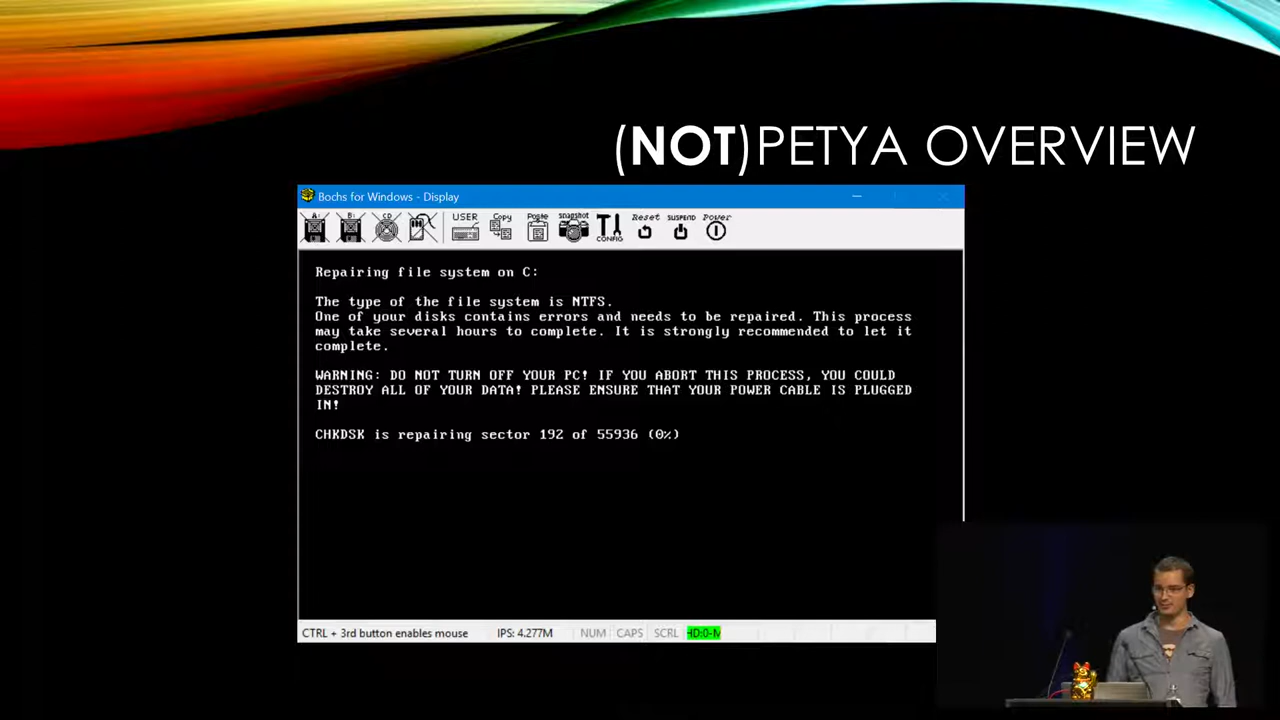 (NOT)PETYA OVERVIEW
Bochs for Windows - Display
A: B: CD USER Copy Paste snapshot CONFIG Reset SUSPEND Power
Repairing file system on C:
The type of the file system is NTFS.
One of your disks contains errors and needs to be repaired. This process
may take several hours to complete. It is strongly recommended to let it
complete.
WARNING: DO NOT TURN OFF YOUR PC! IF YOU ABORT THIS PROCESS, YOU COULD
DESTROY ALL OF YOUR DATA! PLEASE ENSURE THAT YOUR POWER CABLE IS PLUGGED
IN!
CHKDSK is repairing sector 192 of 55936 (0%)
CTRL + 3rd button enables mouse IPS: 4.277M NUM CAPS SCRL HD:0-M